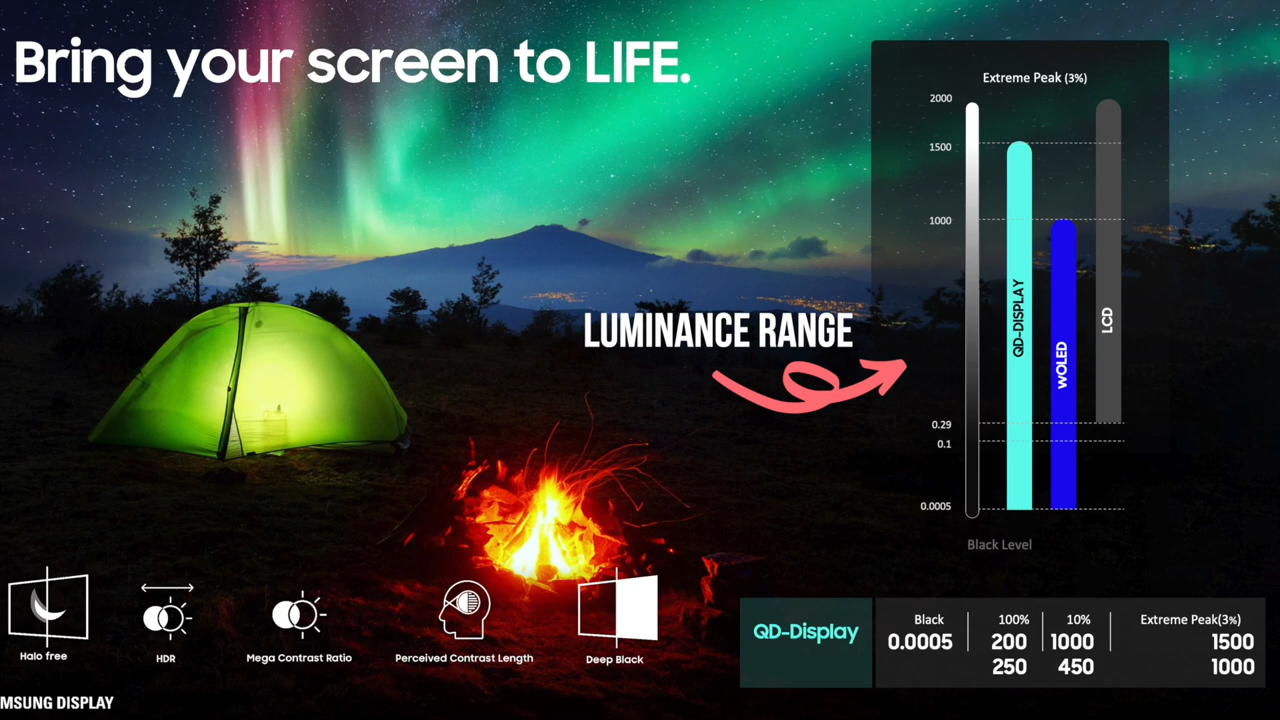 Bring your screen to LIFE.
Extreme Peak (3%)
2000
1500
1000
0.29
0.1
0.0005
QD-DISPLAY
WOLED
LCD
Black Level
LUMINANCE RANGE
Halo free
HDR
Mega Contrast Ratio
Perceived Contrast Length
Deep Black
QD-Display
Black 100% 10% Extreme Peak(3%)
0.0005 200 1000 1500
250 450 1000
MSUNG DISPLAY